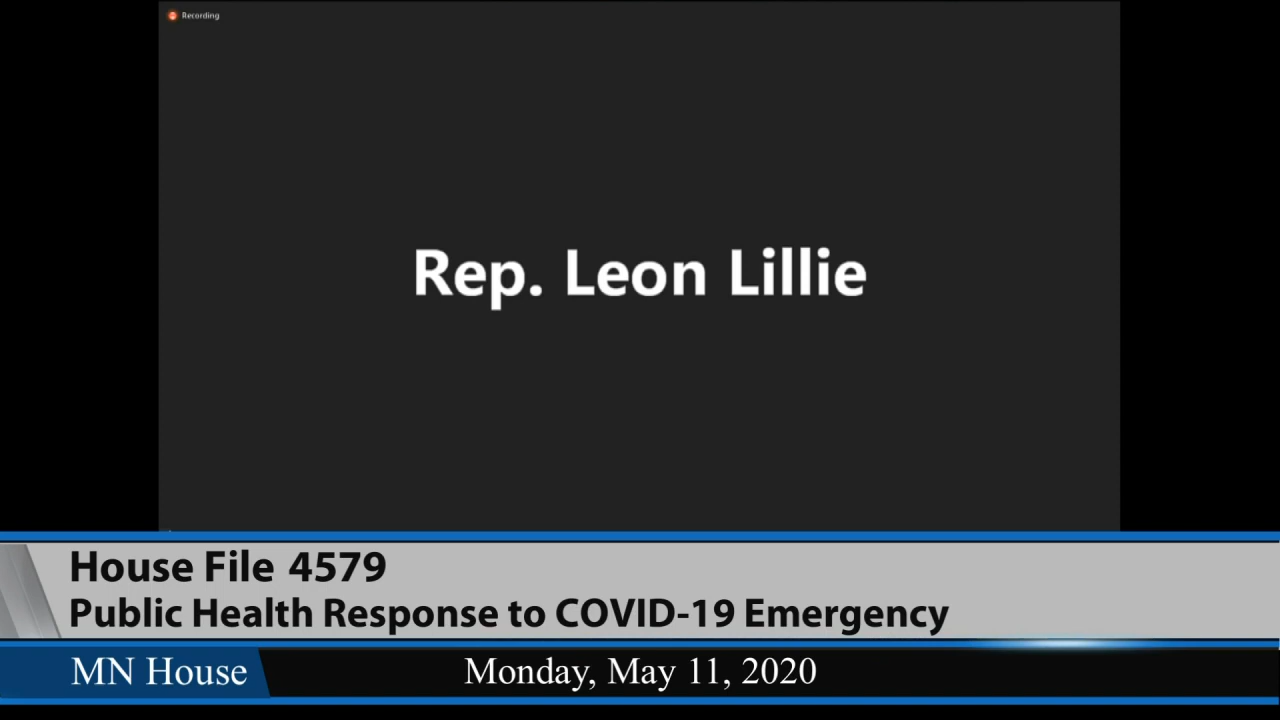 Recording
Rep. Leon Lillie
House File 4579
Public Health Response to COVID-19 Emergency
MN House
Monday, May 11, 2020